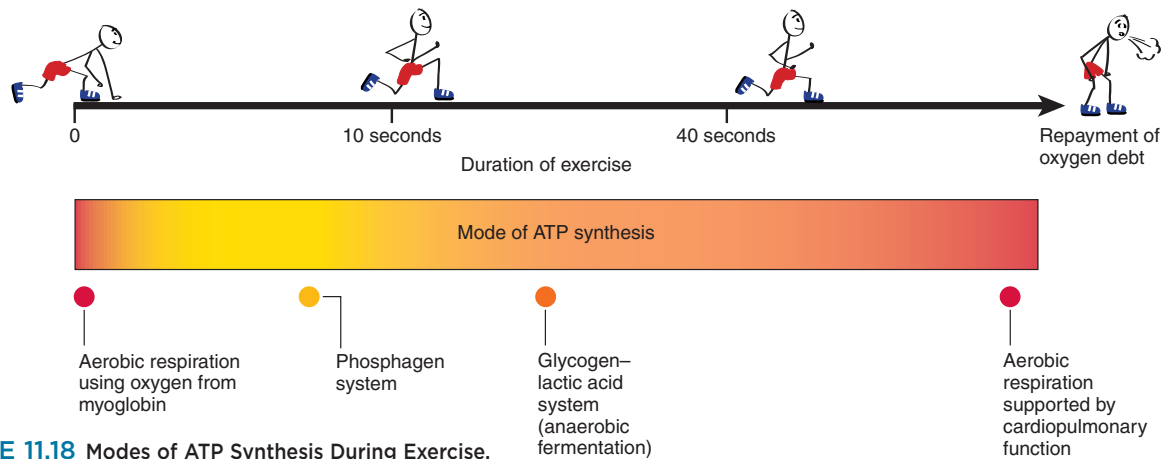 0
10 seconds
40 seconds
Repayment of
oxygen debt
Duration of exercise
Mode of ATP synthesis
Aerobic respiration
using oxygen from
myoglobin
Phosphagen
system
Glycogen–
lactic acid
system
(anaerobic
fermentation)
Aerobic
respiration
supported by
cardiopulmonary
function
E 11.18 Modes of ATP Synthesis During Exercise.